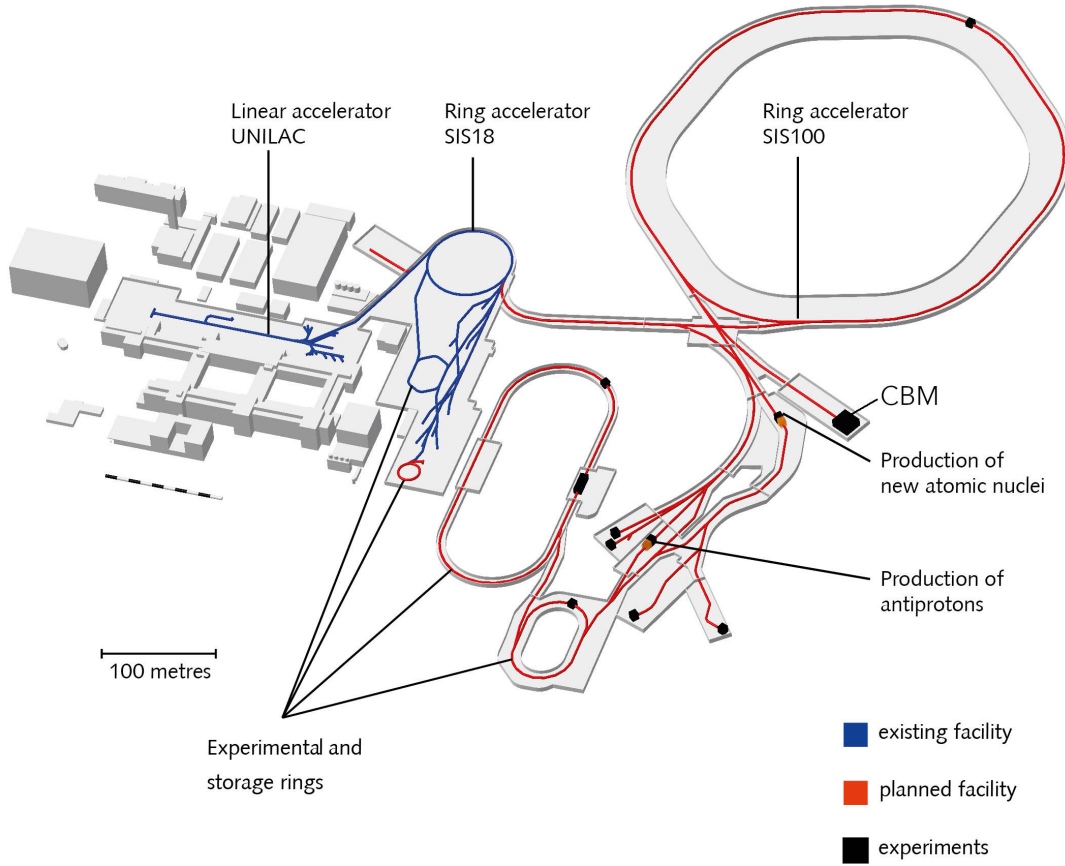 Linear accelerator
UNILAC
Ring accelerator
SIS18
Ring accelerator
SIS100
CBM
Production of
new atomic nuclei
Production of
antiprotons
100 metres
Experimental and
storage rings
existing facility
planned facility
experiments